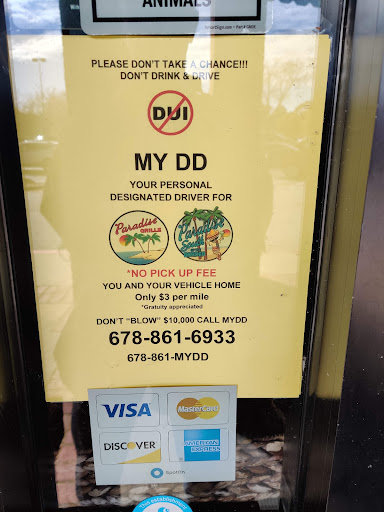 ANIMALS
PLEASE DON'T TAKE A CHANCE!!!
DON'T DRINK & DRIVE
DUI
MY DD
YOUR PERSONAL
DESIGNATED DRIVER FOR
Paradise
GRILLE
Paradise
South
*NO PICK UP FEE
YOU AND YOUR VEHICLE HOME
Only $3 per mile
*Gratuity appreciated
DON'T "BLOW" $10,000 CALL MYDD
678-861-6933
678-861-MYDD
VISA
MasterCard
DISCOVER
AMERICAN
EXPRESS